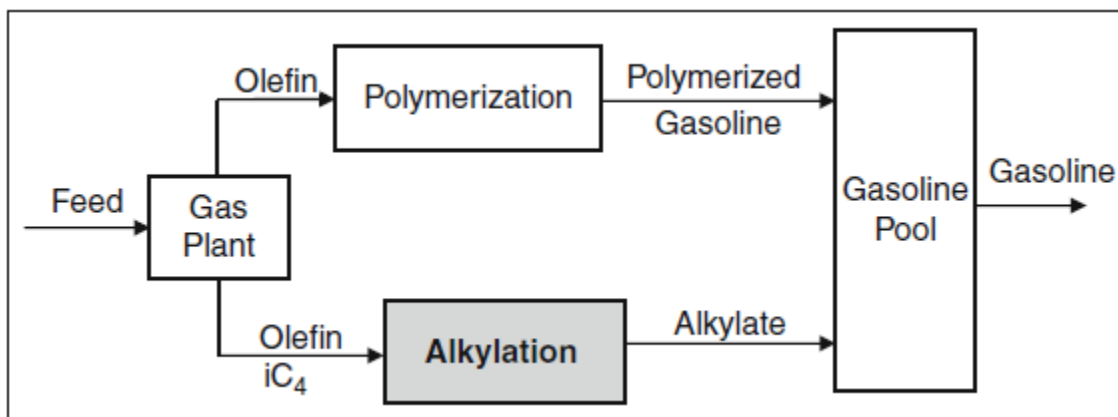 Olefin
Polymerization
Polymerized
Gasoline
Feed
Gas
Plant
Gasoline
Pool
Gasoline
Olefin
iC₄
Alkylation
Alkylate